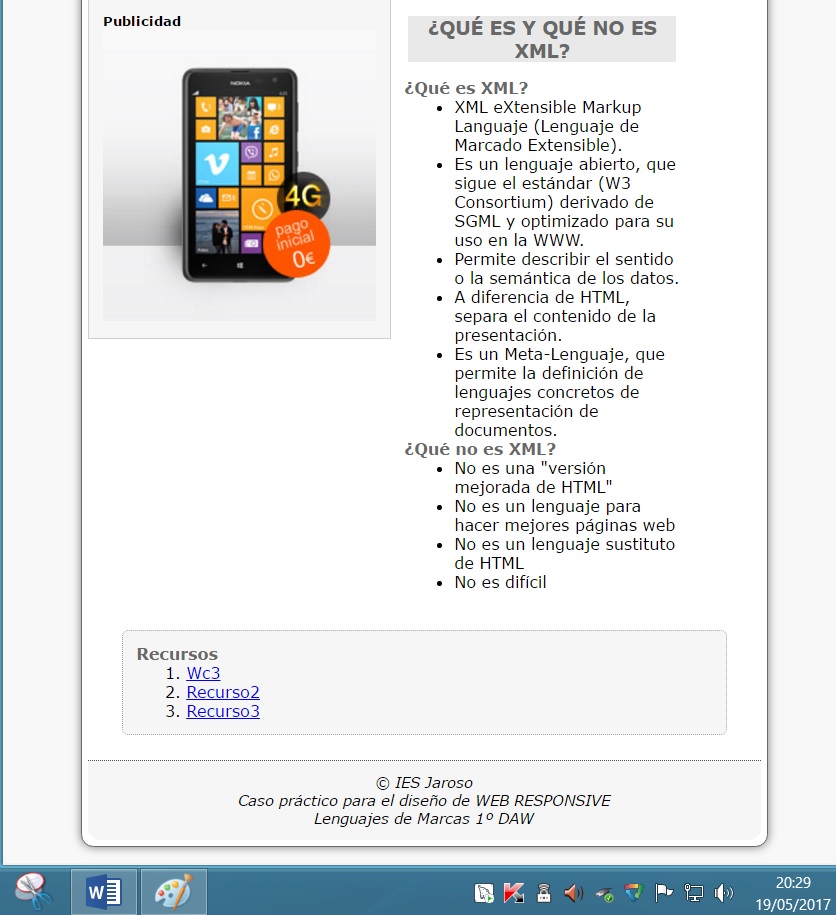 Publicidad
NOKIA
4G
pago
inicial
0€
¿QUÉ ES Y QUÉ NO ES
XML?
¿Qué es XML?
• XML eXtensible Markup
Languaje (Lenguaje de
Marcado Extensible).
• Es un lenguaje abierto, que
sigue el estándar (W3
Consortium) derivado de
SGML y optimizado para su
uso en la WWW.
• Permite describir el sentido
o la semántica de los datos.
• A diferencia de HTML,
separa el contenido de la
presentación.
• Es un Meta-Lenguaje, que
permite la definición de
lenguajes concretos de
representación de
documentos.
¿Qué no es XML?
• No es una "versión
mejorada de HTML"
• No es un lenguaje para
hacer mejores páginas web
• No es un lenguaje sustituto
de HTML
• No es difícil
Recursos
1. Wc3
2. Recurso2
3. Recurso3
© IES Jaroso
Caso práctico para el diseño de WEB RESPONSIVE
Lenguajes de Marcas 1º DAW
20:29
19/05/2017